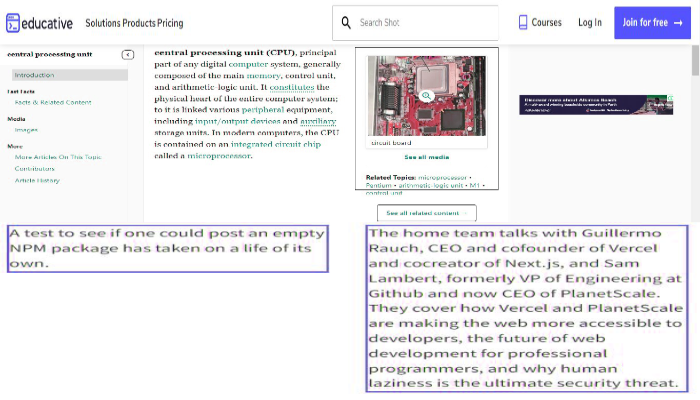 educative
Solutions Products Pricing
Search Shot
Courses
Log In
Join for free →
central processing unit
Introduction
Fast Facts
Facts & Related Content
Media
Images
More
More Articles On This Topic
Contributors
Article History
central processing unit (CPU), principal
part of any digital computer system, generally
composed of the main memory, control unit,
and arithmetic-logic unit. It constitutes the
physical heart of the entire computer system;
to it is linked various peripheral equipment,
including input/output devices and auxiliary
storage units. In modern computers, the CPU
is contained on an integrated circuit chip
called a microprocessor.
circuit board
See all media
Related Topics: microprocessor •
Pentium • arithmetic-logic unit • M1 •
control unit
See all related content →
A test to see if one could post an empty
NPM package has taken on a life of its
own.
The home team talks with Guillermo
Rauch, CEO and cofounder of Vercel
and cocreator of Next.js, and Sam
Lambert, formerly VP of Engineering at
Github and now CEO of PlanetScale.
They cover how Vercel and PlanetScale
are making the web more accessible to
developers, the future of web
development for professional
programmers, and why human
laziness is the ultimate security threat.